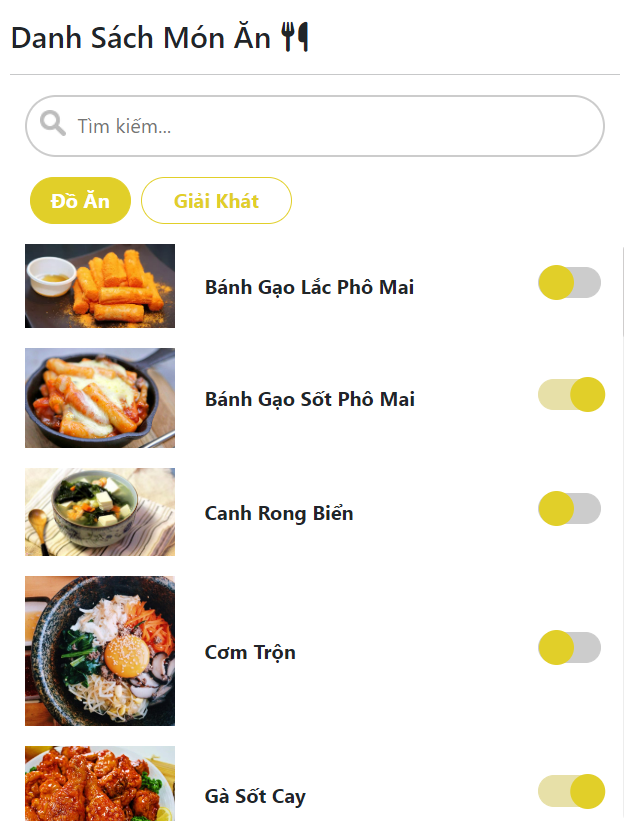 Danh Sách Món Ăn
Tìm kiếm...
Đồ Ăn
Giải Khát
Bánh Gạo Lắc Phô Mai
Bánh Gạo Sốt Phô Mai
Canh Rong Biển
Cơm Trộn
Gà Sốt Cay